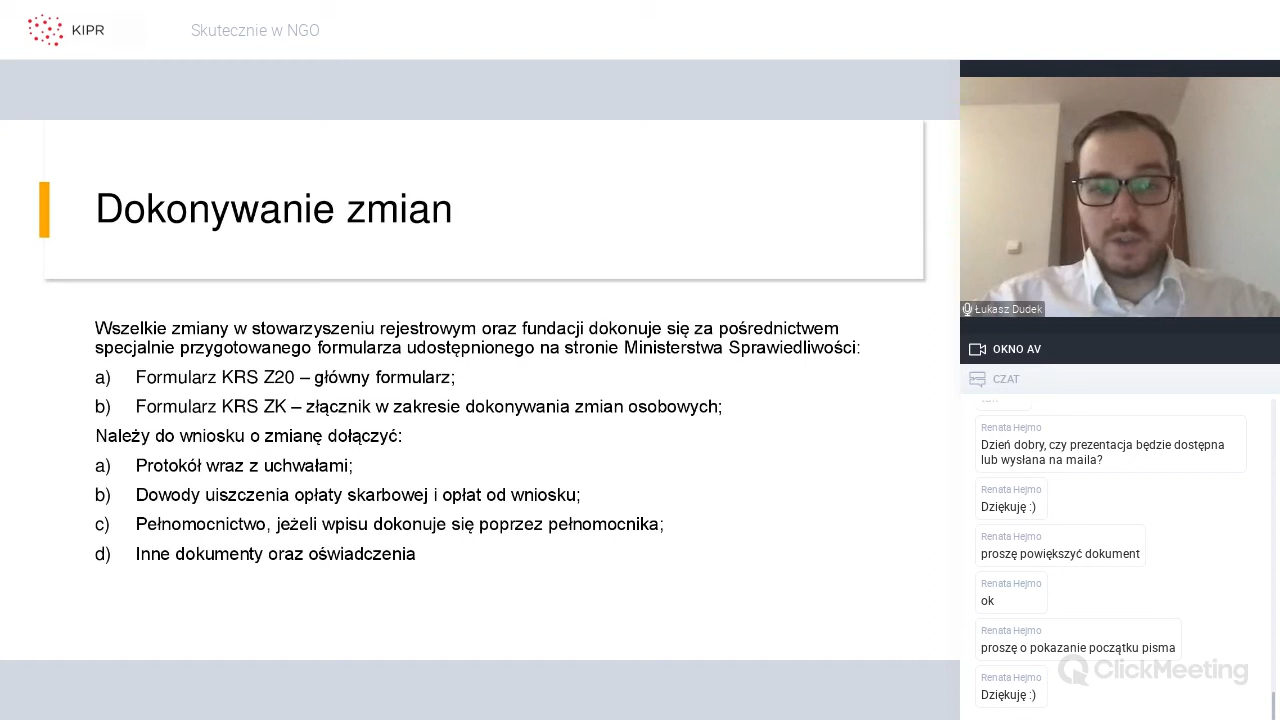 KIPR
Skutecznie w NGO
Dokonywanie zmian
Wszelkie zmiany w stowarzyszeniu rejestrowym oraz fundacji dokonuje się za pośrednictwem
specjalnie przygotowanego formularza udostępnionego na stronie Ministerstwa Sprawiedliwości:
a) Formularz KRS Z20 – główny formularz;
b) Formularz KRS ZK – złącznik w zakresie dokonywania zmian osobowych;
Należy do wniosku o zmianę dołączyć:
a) Protokół wraz z uchwałami;
b) Dowody uiszczenia opłaty skarbowej i opłat od wniosku;
c) Pełnomocnictwo, jeżeli wpisu dokonuje się poprzez pełnomocnika;
d) Inne dokumenty oraz oświadczenia
Łukasz Dudek
OKNO AV
CZAT
Renata Hejmo
Dzień dobry, czy prezentacja będzie dostępna
lub wysłana na maila?
Renata Hejmo
Dziękuję :)
Renata Hejmo
proszę powiększyć dokument
Renata Hejmo
ok
Renata Hejmo
proszę o pokazanie początku pisma
Renata Hejmo
Dziękuję :)
ClickMeeting